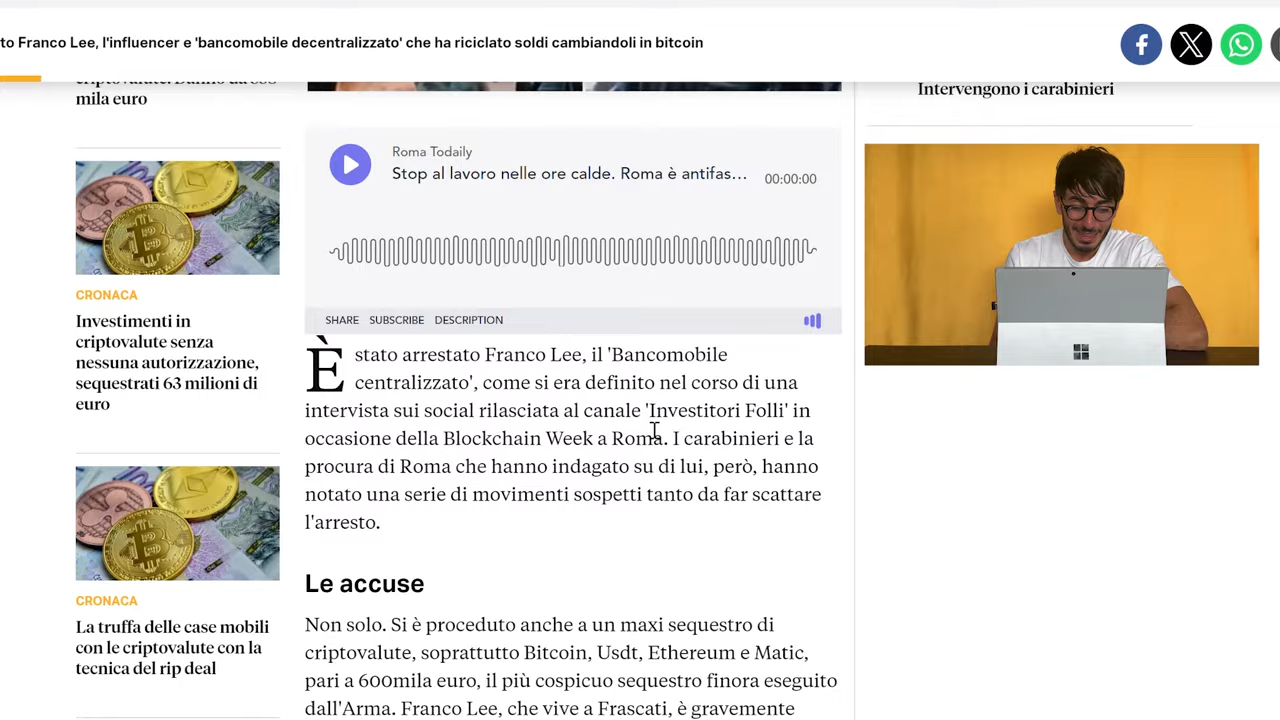 to Franco Lee, l'influencer e 'bancomobile decentralizzato' che ha riciclato soldi cambiandoli in bitcoin
mila euro
CRONACA
Investimenti in
criptovalute senza
nessuna autorizzazione,
sequestrati 63 milioni di
euro
CRONACA
La truffa delle case mobili
con le criptovalute con la
tecnica del rip deal
Roma Todaily
Stop al lavoro nelle ore calde. Roma è antifas...
00:00:00
SHARE SUBSCRIBE DESCRIPTION
È stato arrestato Franco Lee, il 'Bancomobile
centralizzato', come si era definito nel corso di una
intervista sui social rilasciata al canale 'Investitori Folli' in
occasione della Blockchain Week a Roma. I carabinieri e la
procura di Roma che hanno indagato su di lui, però, hanno
notato una serie di movimenti sospetti tanto da far scattare
l'arresto.
Le accuse
Non solo. Si è proceduto anche a un maxi sequestro di
criptovalute, soprattutto Bitcoin, Usdt, Ethereum e Matic,
pari a 600mila euro, il più cospicuo sequestro finora eseguito
dall'Arma. Franco Lee, che vive a Frascati, è gravemente
Intervengono i carabinieri